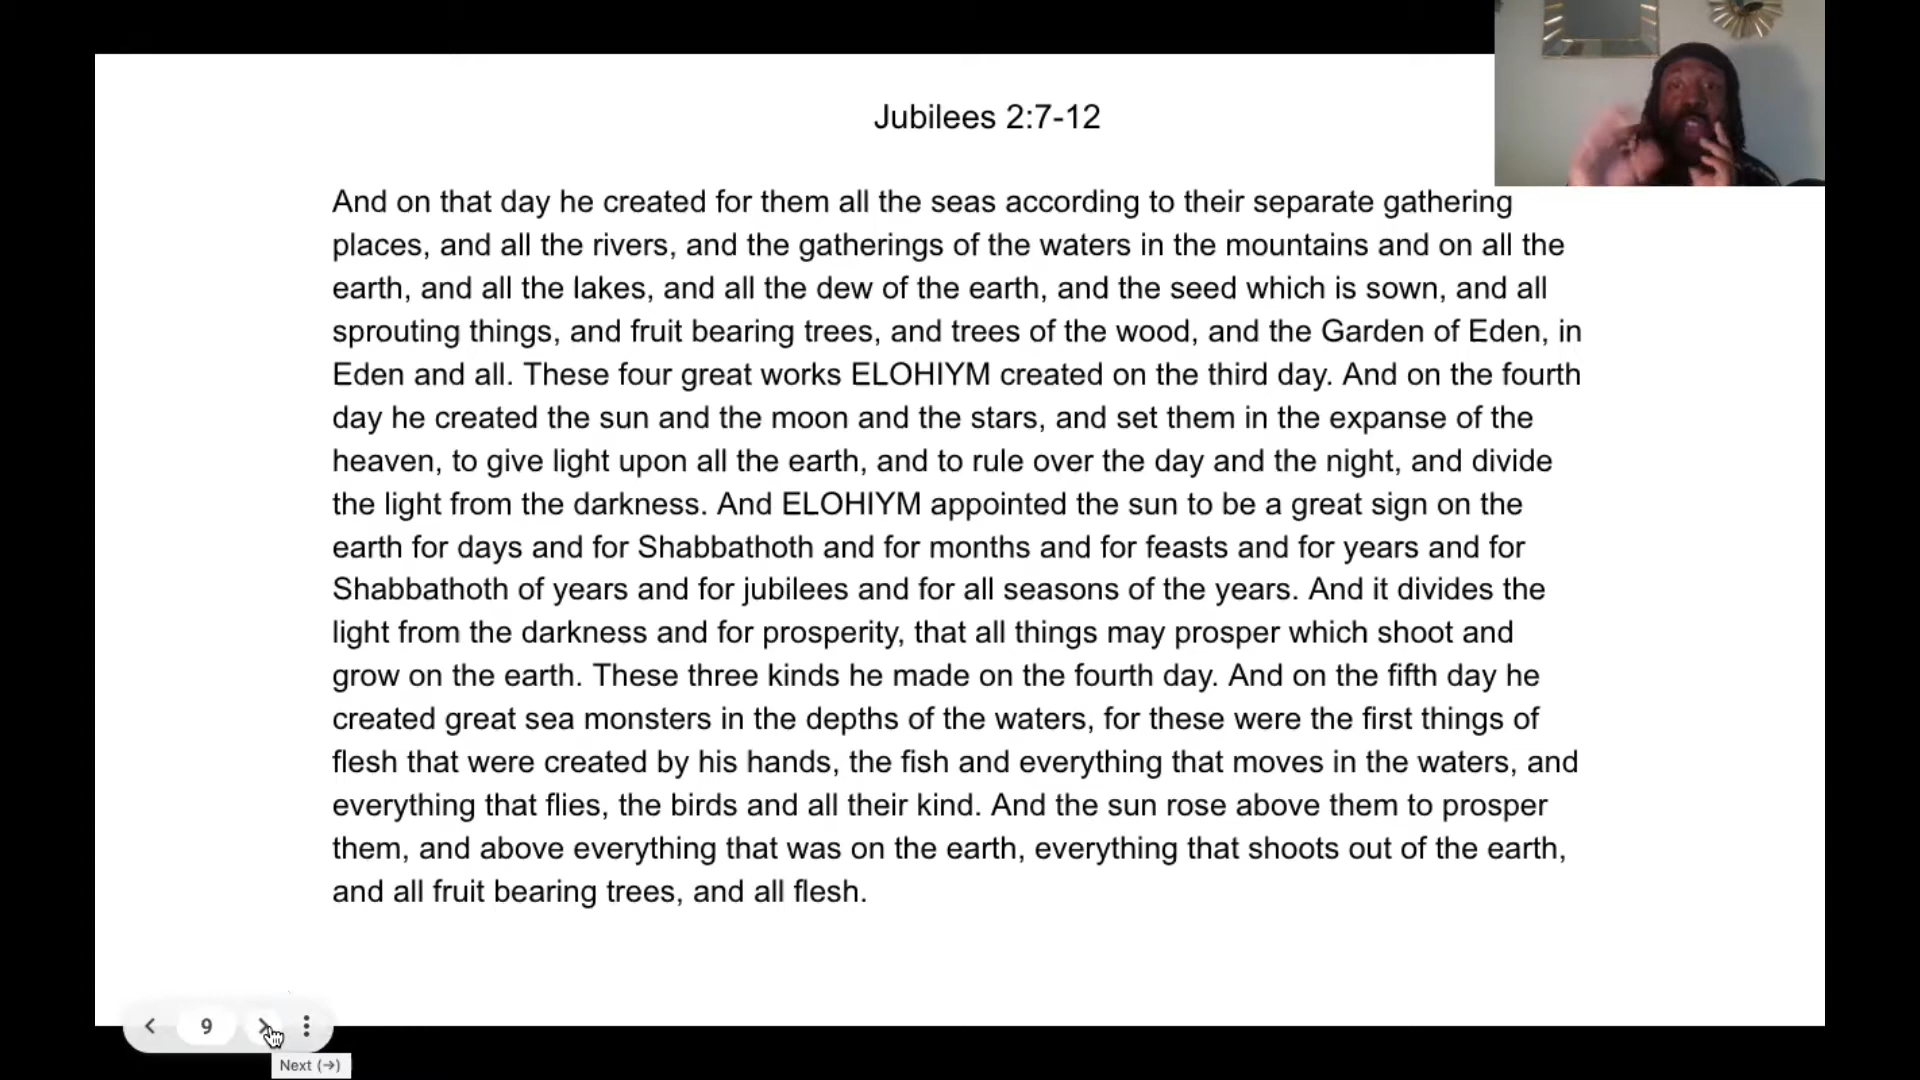 Jubilees 2:7-12
And on that day he created for them all the seas according to their separate gathering
places, and all the rivers, and the gatherings of the waters in the mountains and on all the
earth, and all the lakes, and all the dew of the earth, and the seed which is sown, and all
sprouting things, and fruit bearing trees, and trees of the wood, and the Garden of Eden, in
Eden and all. These four great works ELOHIYM created on the third day. And on the fourth
day he created the sun and the moon and the stars, and set them in the expanse of the
heaven, to give light upon all the earth, and to rule over the day and the night, and divide
the light from the darkness. And ELOHIYM appointed the sun to be a great sign on the
earth for days and for Shabbathoth and for months and for feasts and for years and for
Shabbathoth of years and for jubilees and for all seasons of the years. And it divides the
light from the darkness and for prosperity, that all things may prosper which shoot and
grow on the earth. These three kinds he made on the fourth day. And on the fifth day he
created great sea monsters in the depths of the waters, for these were the first things of
flesh that were created by his hands, the fish and everything that moves in the waters, and
everything that flies, the birds and all their kind. And the sun rose above them to prosper
them, and above everything that was on the earth, everything that shoots out of the earth,
and all fruit bearing trees, and all flesh.
9
Next (→)